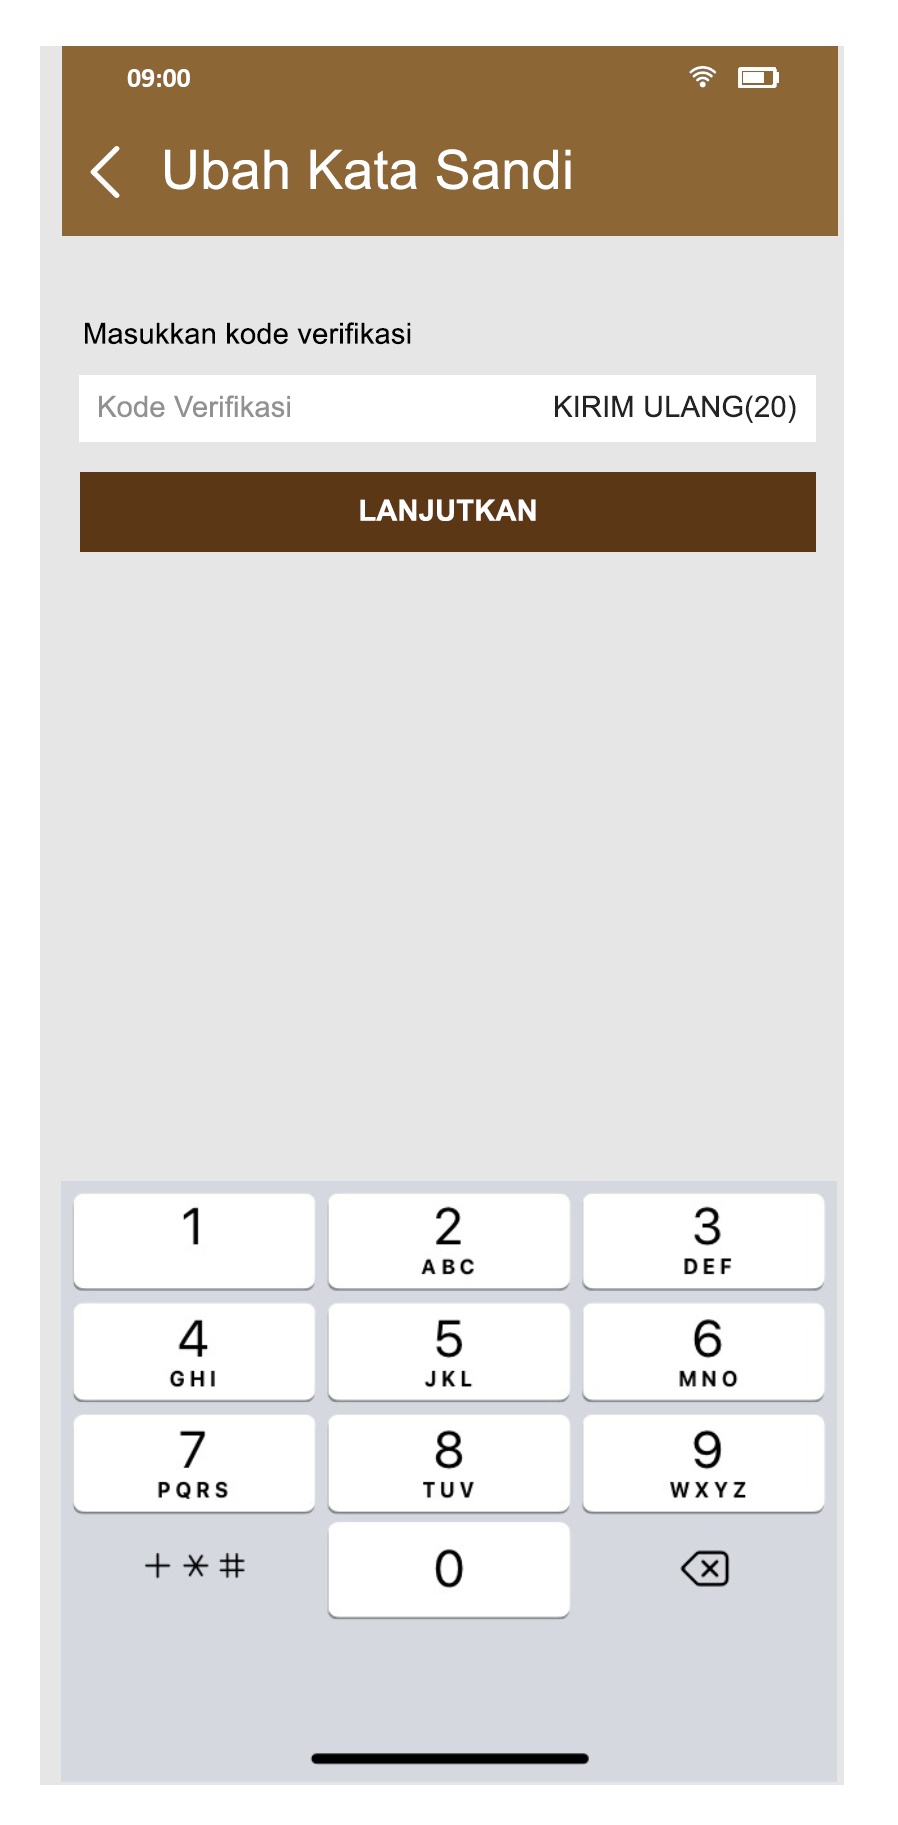 09:00
Ubah Kata Sandi
Masukkan kode verifikasi
Kode Verifikasi KIRIM ULANG(20)
LANJUTKAN
1 2 3
ABC DEF
4 5 6
GHI JKL MNO
7 8 9
PQRS TUV WXYZ
+*# 0